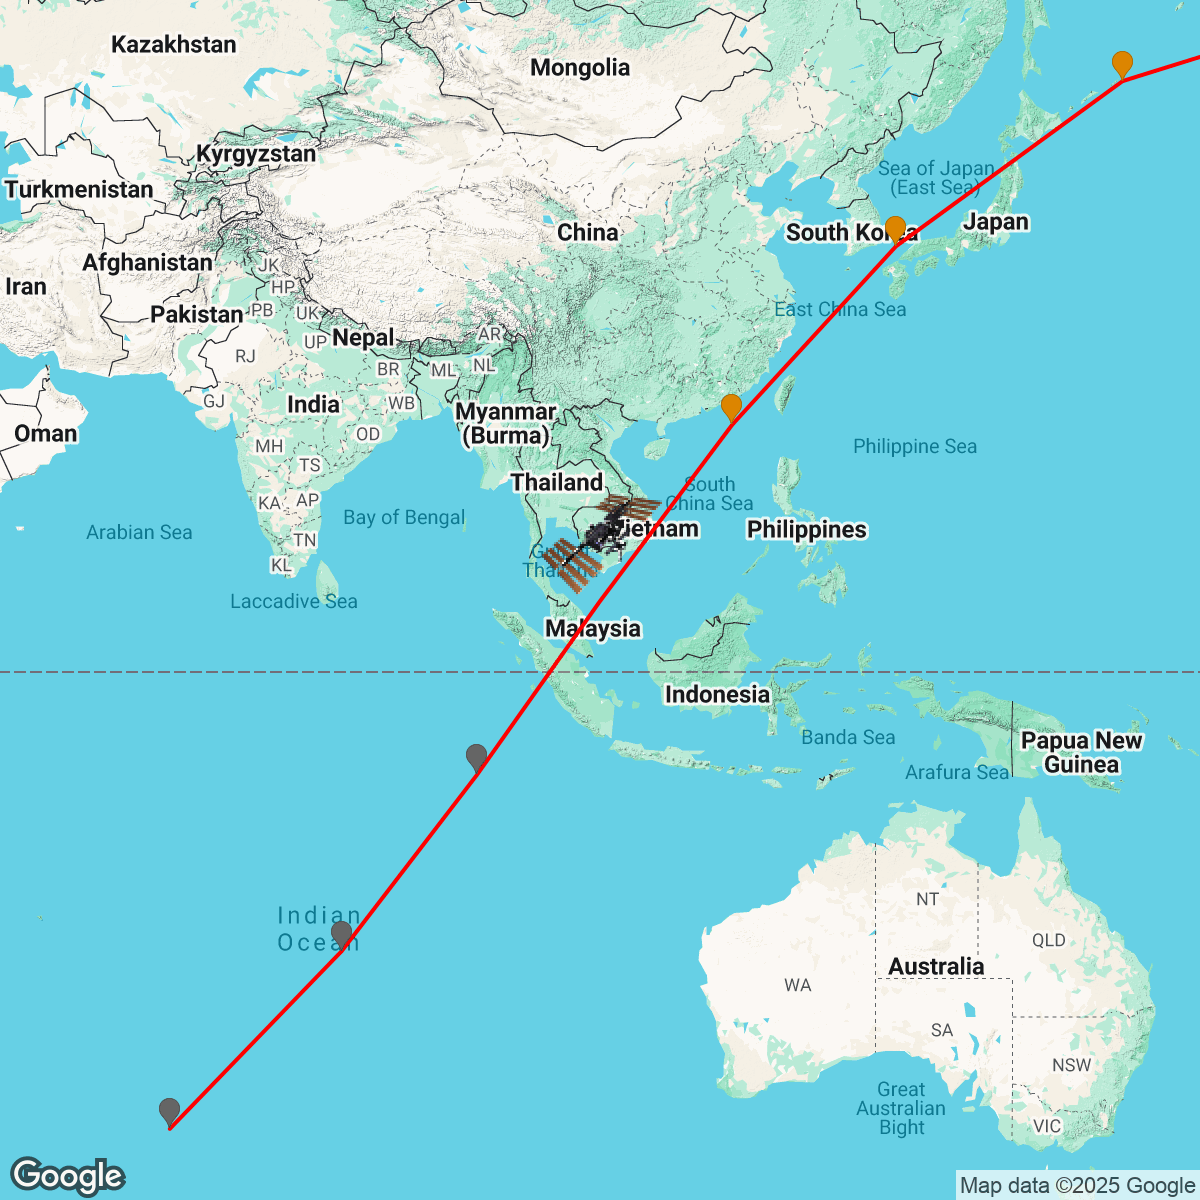 Kazakhstan
Mongolia
Kyrgyzstan
Turkmenistan
Sea of Japan
(East Sea)
Japan
South Korea
China
Afghanistan
JK
HP
Iran
Pakistan
PB
UK
East China Sea
Nepal
UP
AR
RJ
BR
ML
NL
GJ
India
WB
Myanmar
(Burma)
Oman
OD
MH
Philippine Sea
TS
Thailand
South
China Sea
KA
AP
Bay of Bengal
Arabian Sea
Vietnam
Philippines
TN
KL
Gulf of
Thailand
Laccadive Sea
Malaysia
Indonesia
Banda Sea
Papua New
Guinea
Arafura Sea
NT
Indian
Ocean
QLD
Australia
WA
SA
NSW
Great
Australian
Bight
VIC
Google
Map data ©2025 Google